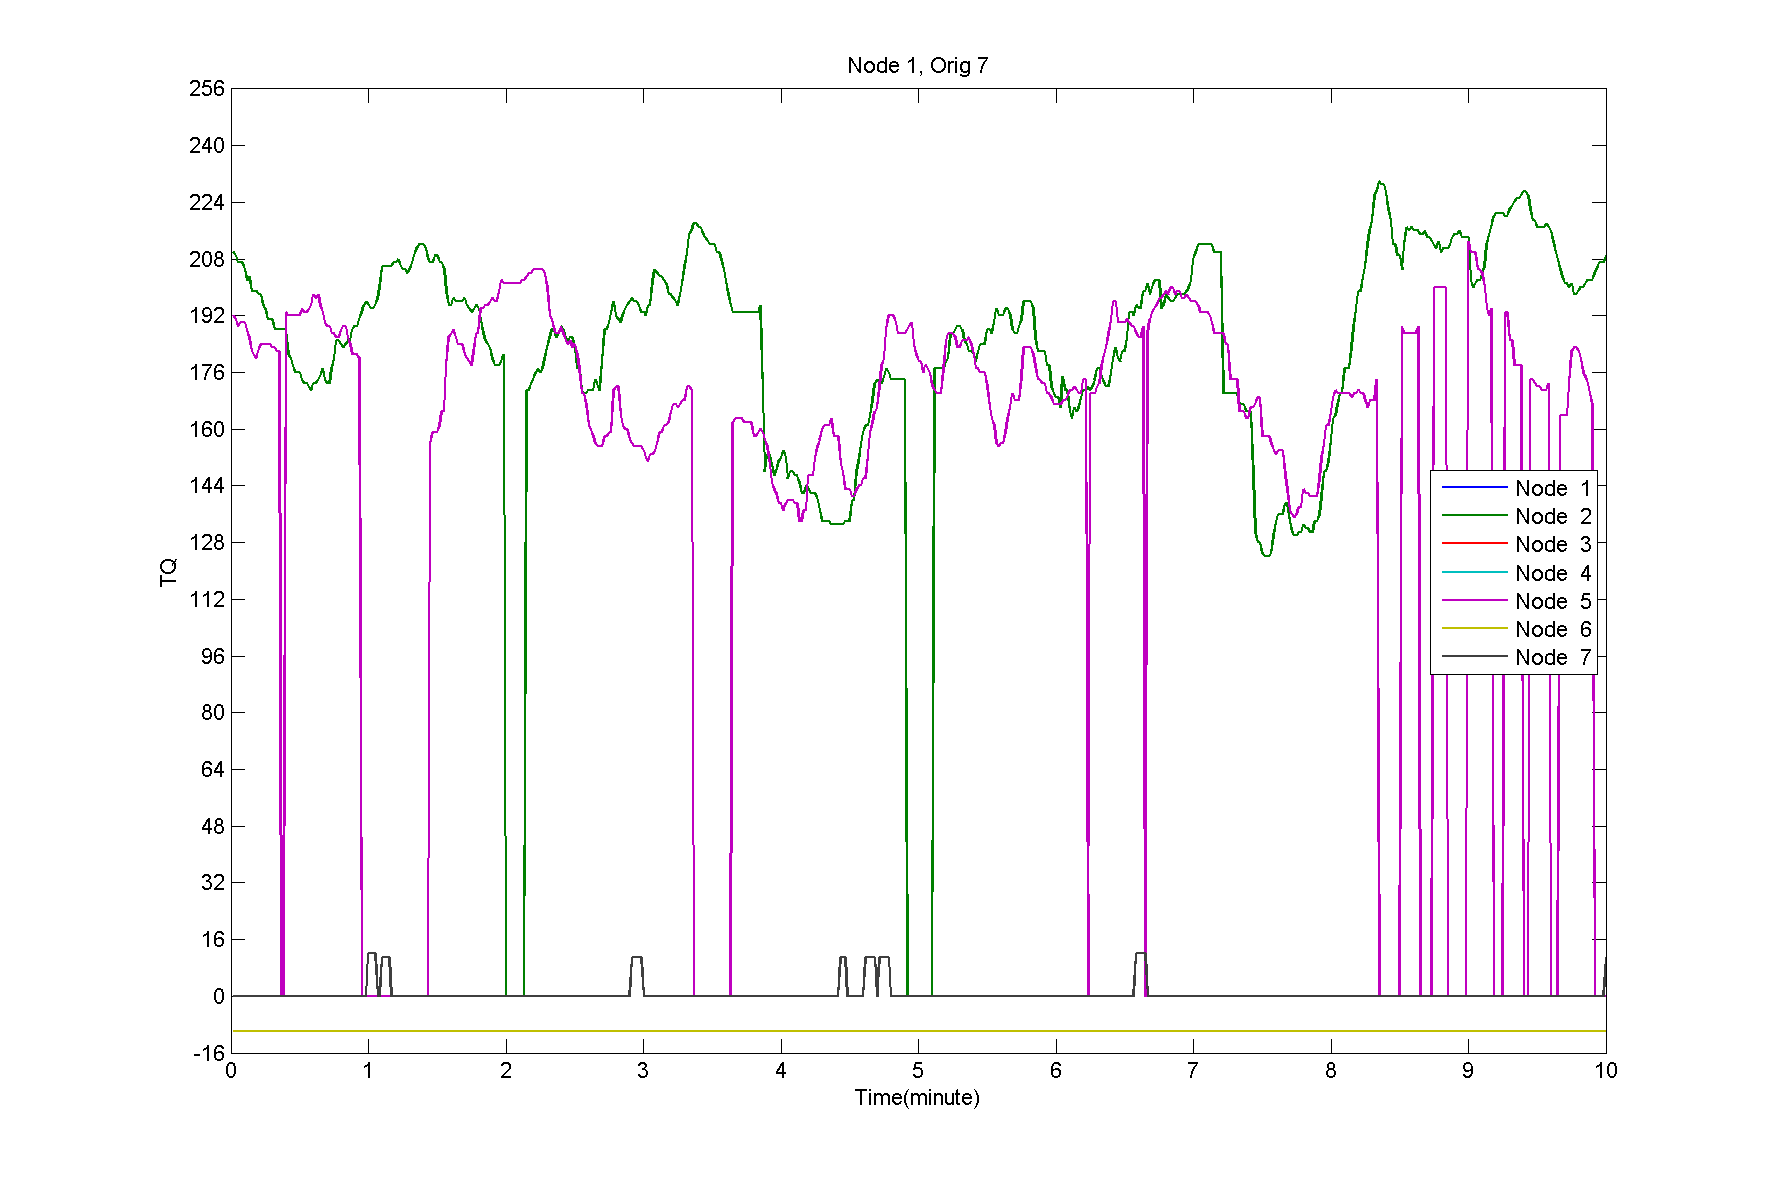 Node 1, Orig 7
256
240
224
208
192
176
160
144
128
112
96
80
64
48
32
16
0
-16
TQ
Node 1
Node 2
Node 3
Node 4
Node 5
Node 6
Node 7
0 1 2 3 4 5 6 7 8 9 10
Time(minute)